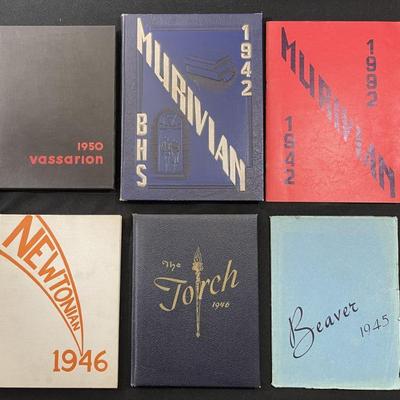 1950
vassarion
1942
MURIVIAN
BHS
1992
MURIVIAN
1942
NEWTONIAN
1946
The
Torch
1946
Beaver
1945